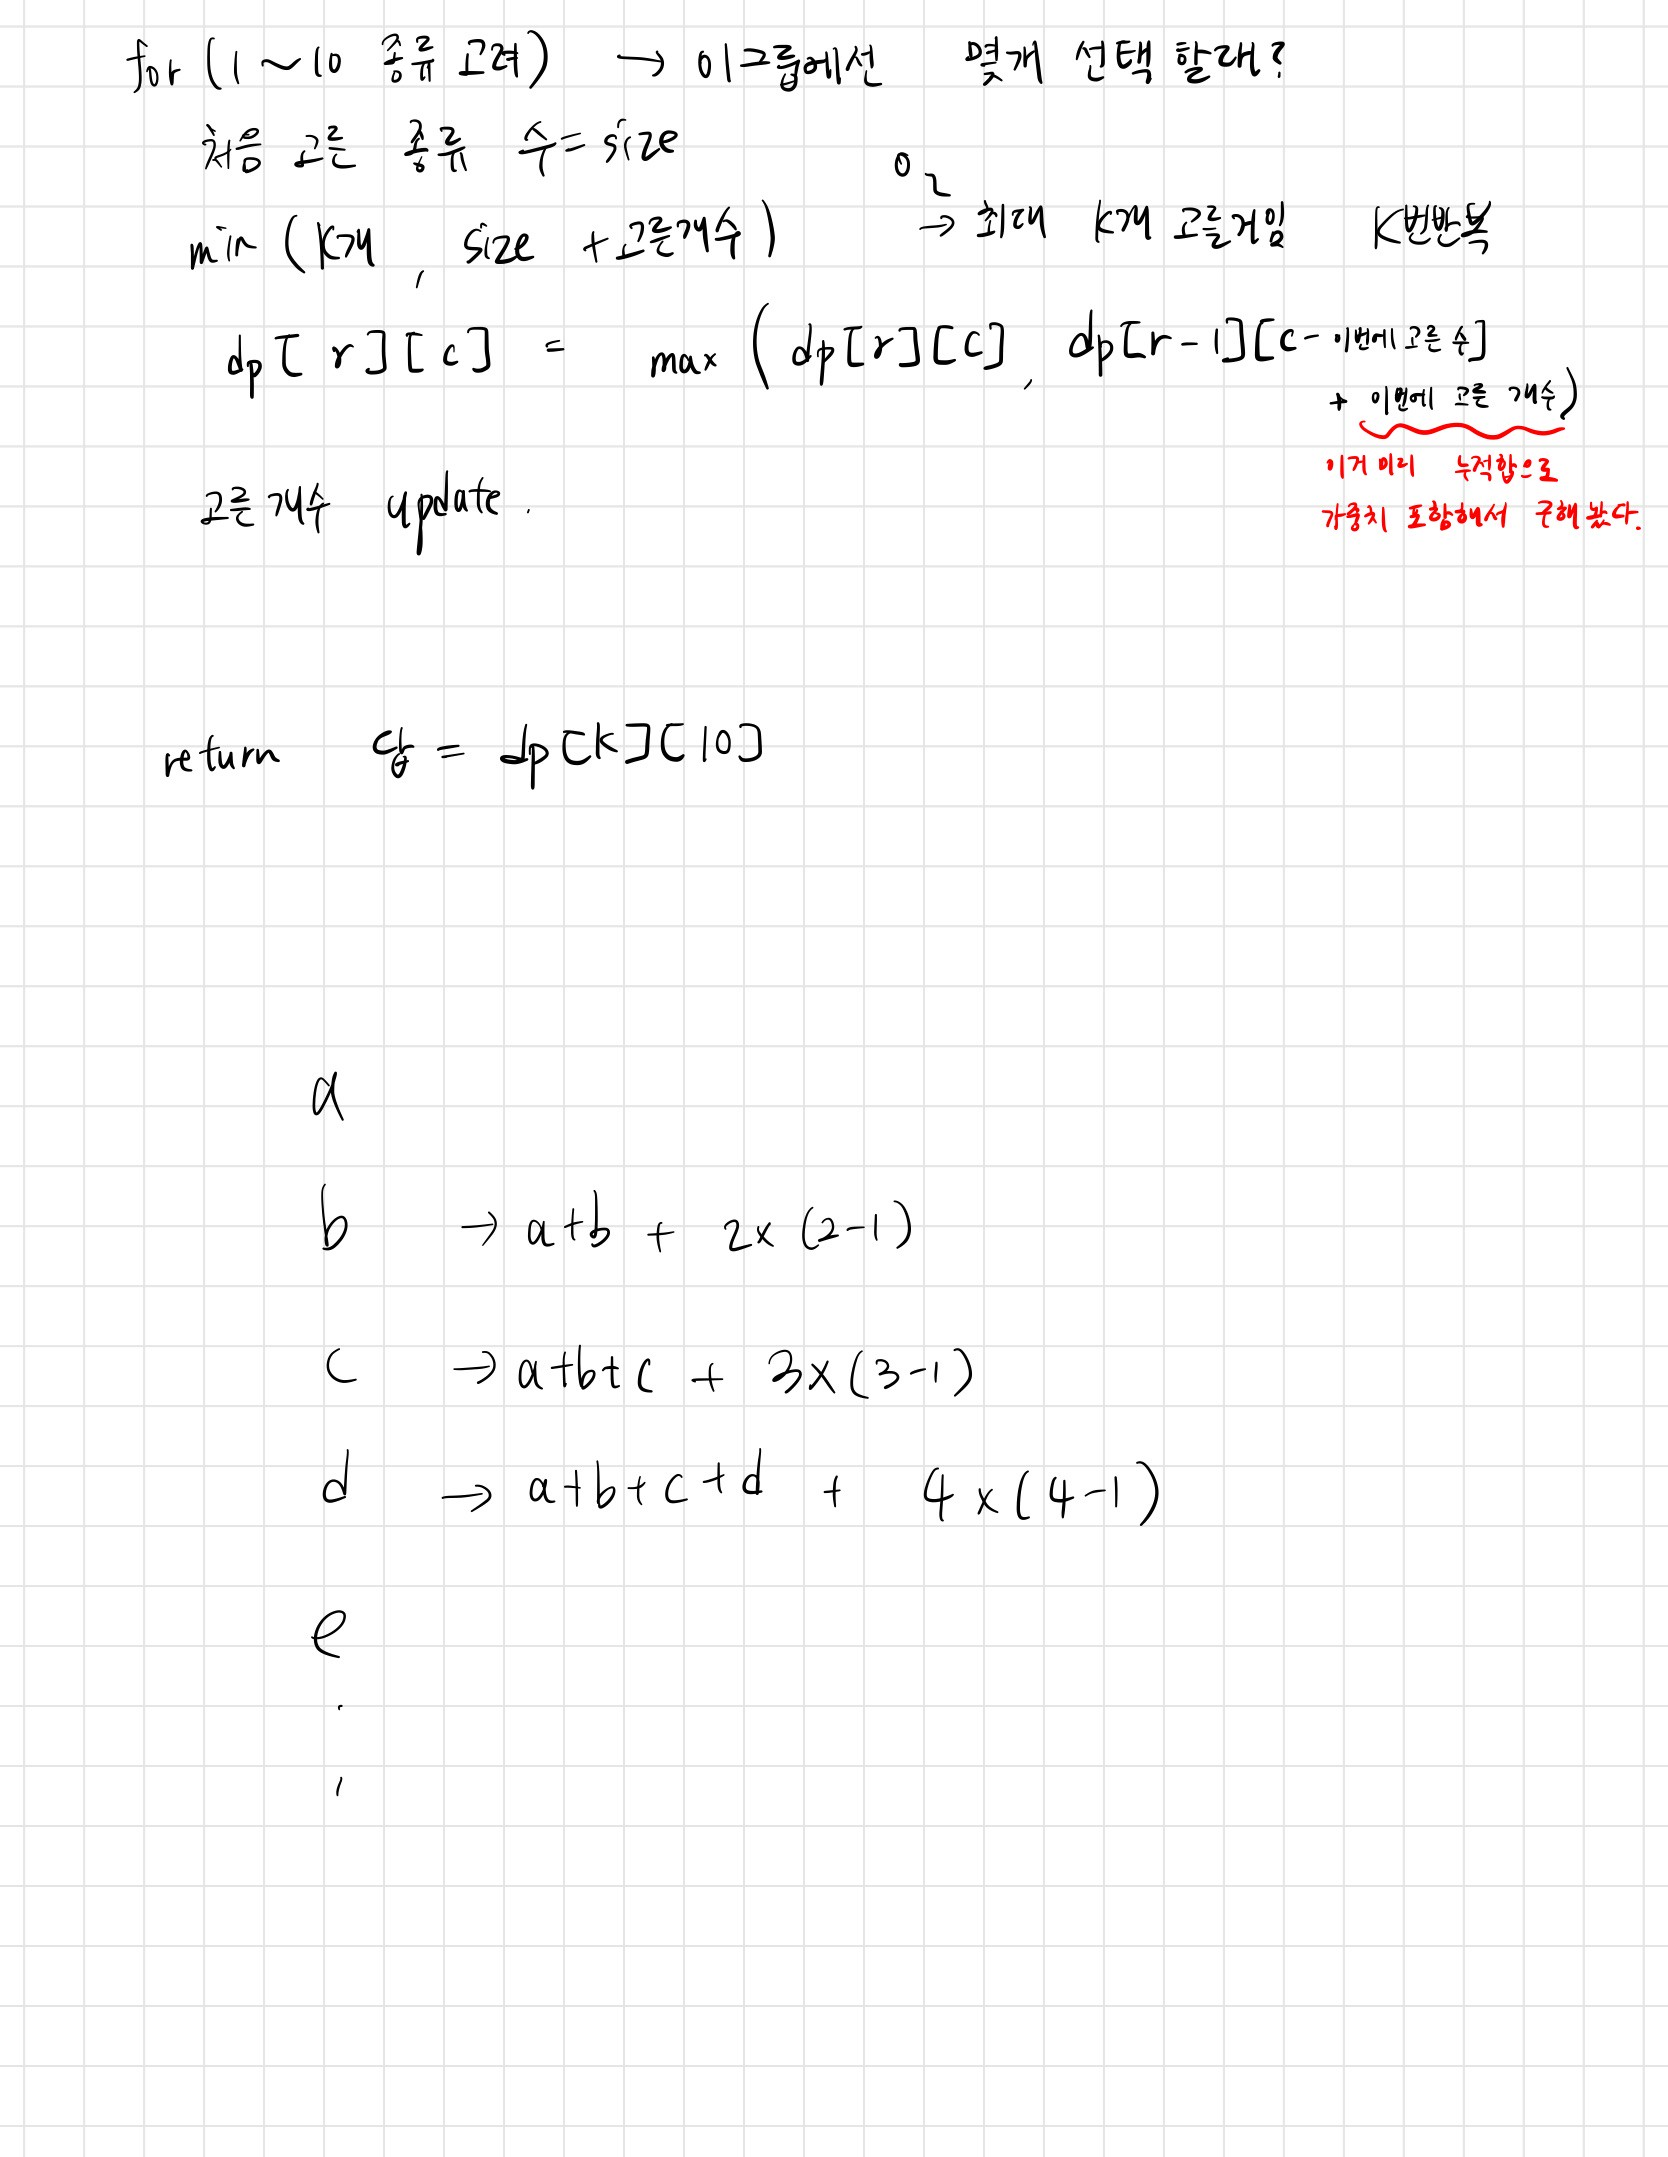 for (1 ~ 10 종류 고려) → 이그룹에선 몇개 선택 할래?
처음 고른 종류 수 = size
min (K개, size + 고른개수) → 최대 K개 고를거임 K번반복
dp[r][c] = max (dp[r][c], dp[r-1][c- 이번에 고른 수]
+ 이번에 고른 개수)
이거 미리 누적합으로
가중치 포함해서 구해 놨다.
고른 개수 update.
return 답 = dp[K][10]
a
b → a+b + 2x (2-1)
c → a+b+c + 3x(3-1)
d → a+b+c+d + 4x(4-1)
e
.
.